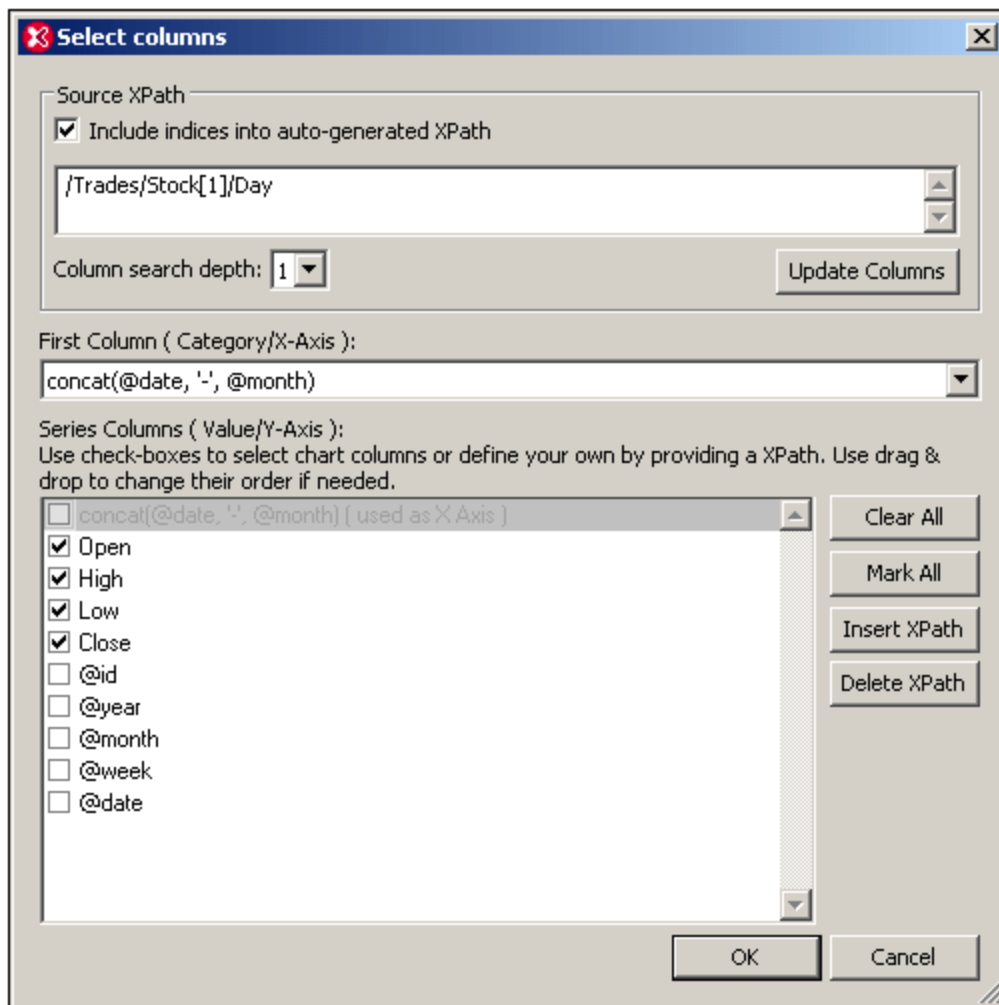 Select columns
Source XPath
Include indices into auto-generated XPath
/Trades/Stock[1]/Day
Column search depth: 1
Update Columns
First Column ( Category/X-Axis ):
concat(@date, '-', @month)
Series Columns ( Value/Y-Axis ):
Use check-boxes to select chart columns or define your own by providing a XPath. Use drag &
drop to change their order if needed.
concat(@date, '-', @month) ( used as X Axis )
Clear All
Open
High
Mark All
Low
Close
Insert XPath
@id
Delete XPath
@year
@month
@week
@date
OK
Cancel